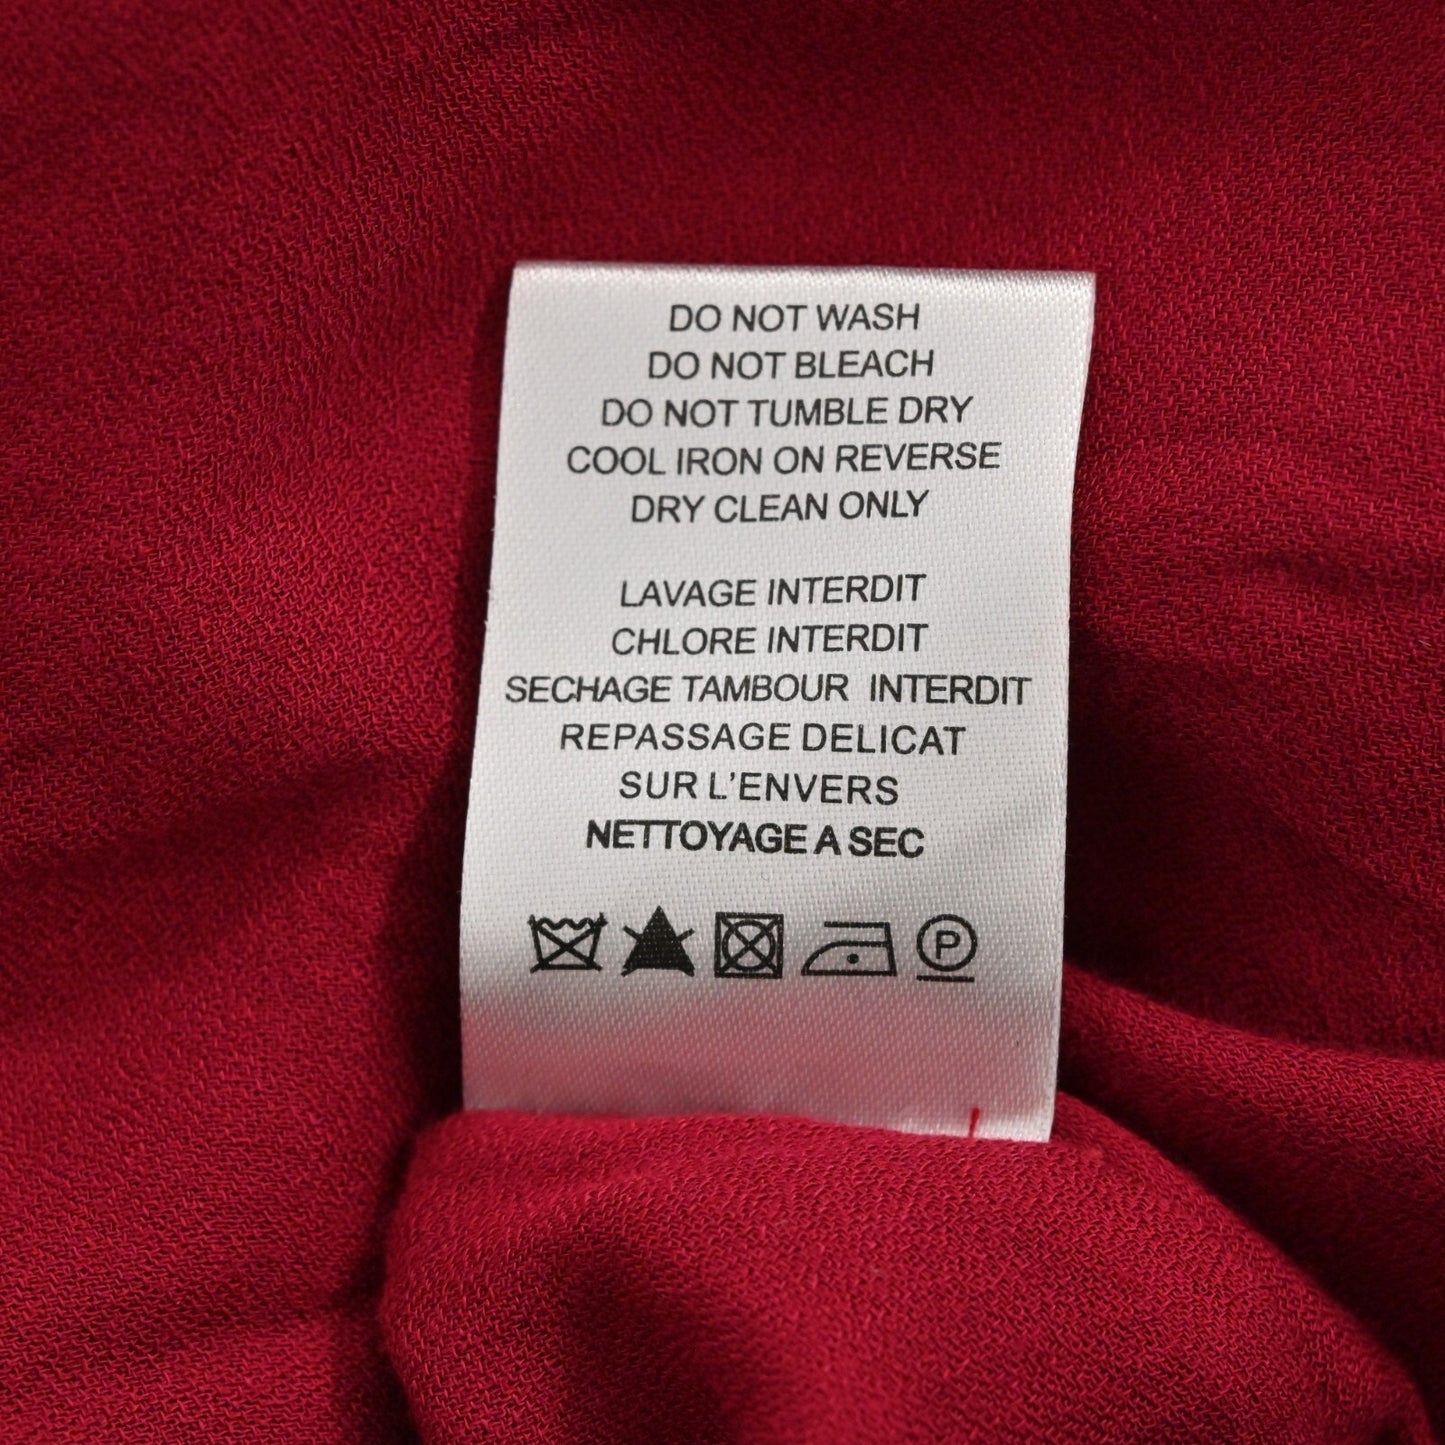 DO NOT WASH
DO NOT BLEACH
DO NOT TUMBLE DRY
COOL IRON ON REVERSE
DRY CLEAN ONLY
LAVAGE INTERDIT
CHLORE INTERDIT
SECHAGE TAMBOUR INTERDIT
REPASSAGE DELICAT
SUR L'ENVERS
NETTOYAGE A SEC
P